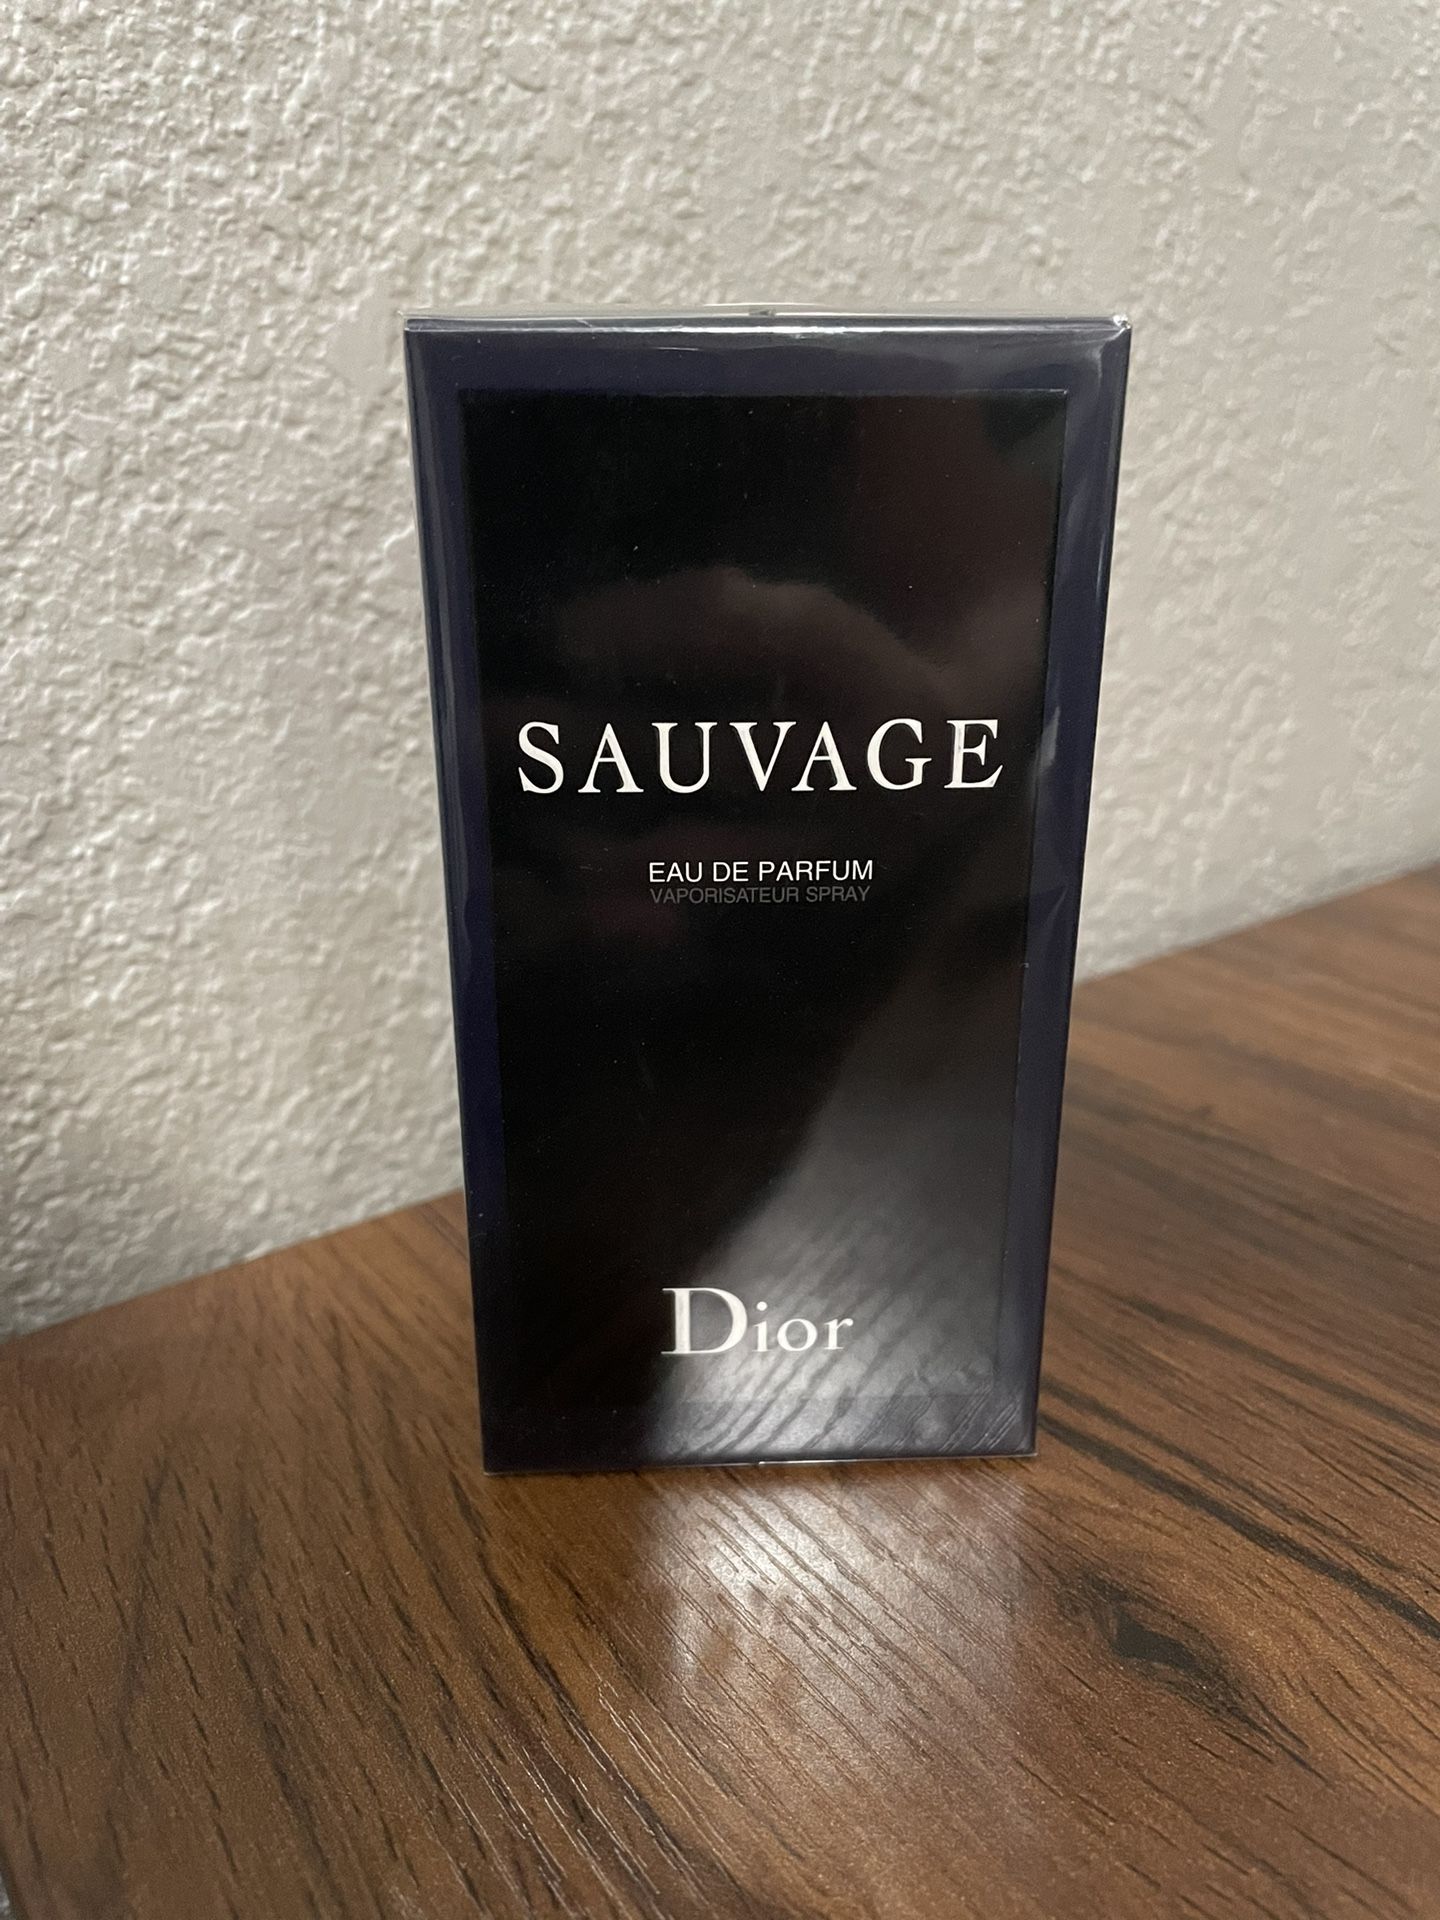 SAUVAGE
EAU DE PARFUM
VAPORISATEUR SPRAY
Dior